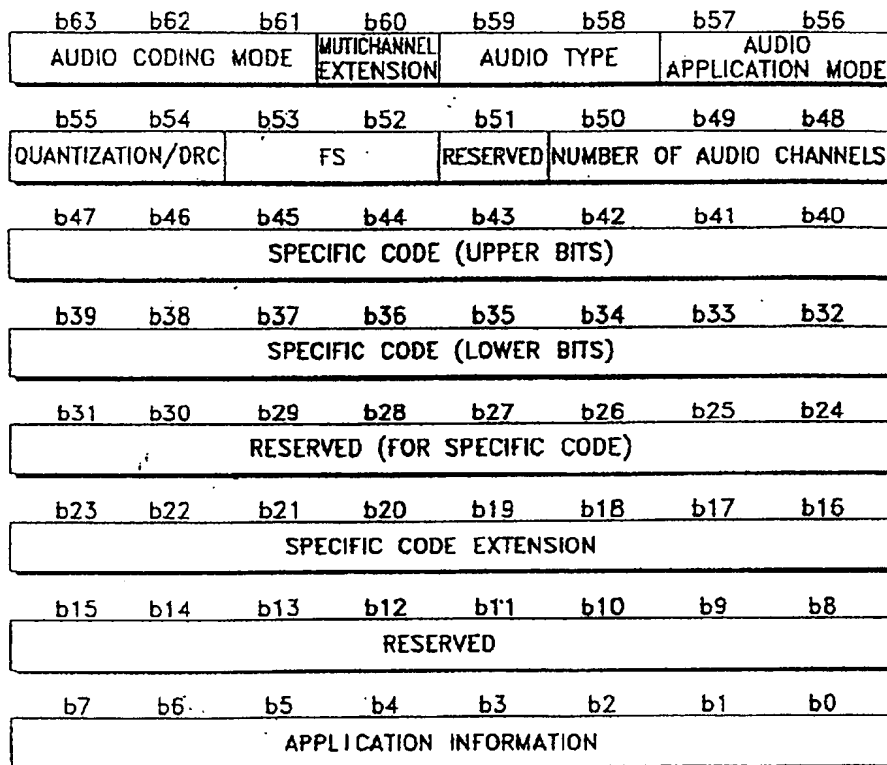 b63 b62 b61 b60 b59 b58 b57 b56
AUDIO CODING MODE MUTICHANNEL EXTENSION AUDIO TYPE AUDIO APPLICATION MODE
b55 b54 b53 b52 b51 b50 b49 b48
QUANTIZATION/DRC FS RESERVED NUMBER OF AUDIO CHANNELS
b47 b46 b45 b44 b43 b42 b41 b40
SPECIFIC CODE (UPPER BITS)
b39 b38 b37 b36 b35 b34 b33 b32
SPECIFIC CODE (LOWER BITS)
b31 b30 b29 b28 b27 b26 b25 b24
RESERVED (FOR SPECIFIC CODE)
b23 b22 b21 b20 b19 b18 b17 b16
SPECIFIC CODE EXTENSION
b15 b14 b13 b12 b11 b10 b9 b8
RESERVED
b7 b6 b5 b4 b3 b2 b1 b0
APPLICATION INFORMATION